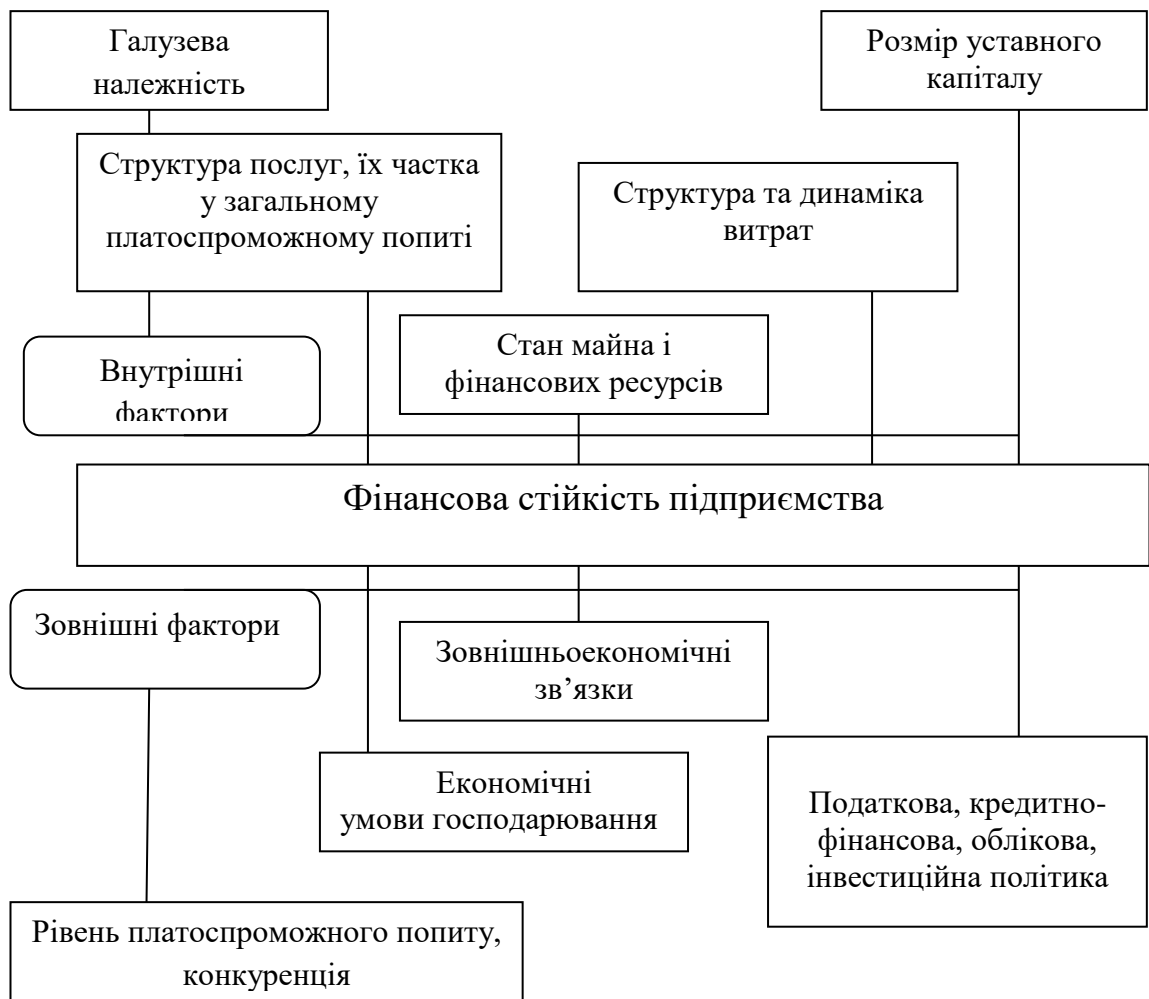 Галузева
належність
Розмір уставного
капіталу
Структура послуг, їх частка
у загальному
платоспроможному попиті
Структура та динаміка
витрат
Внутрішні
фактори
Стан майна і
фінансових ресурсів
Фінансова стійкість підприємства
Зовнішні фактори
Зовнішньоекономічні
зв’язки
Економічні
умови господарювання
Податкова, кредитно-
фінансова, облікова,
інвестиційна політика
Рівень платоспроможного попиту,
конкуренція